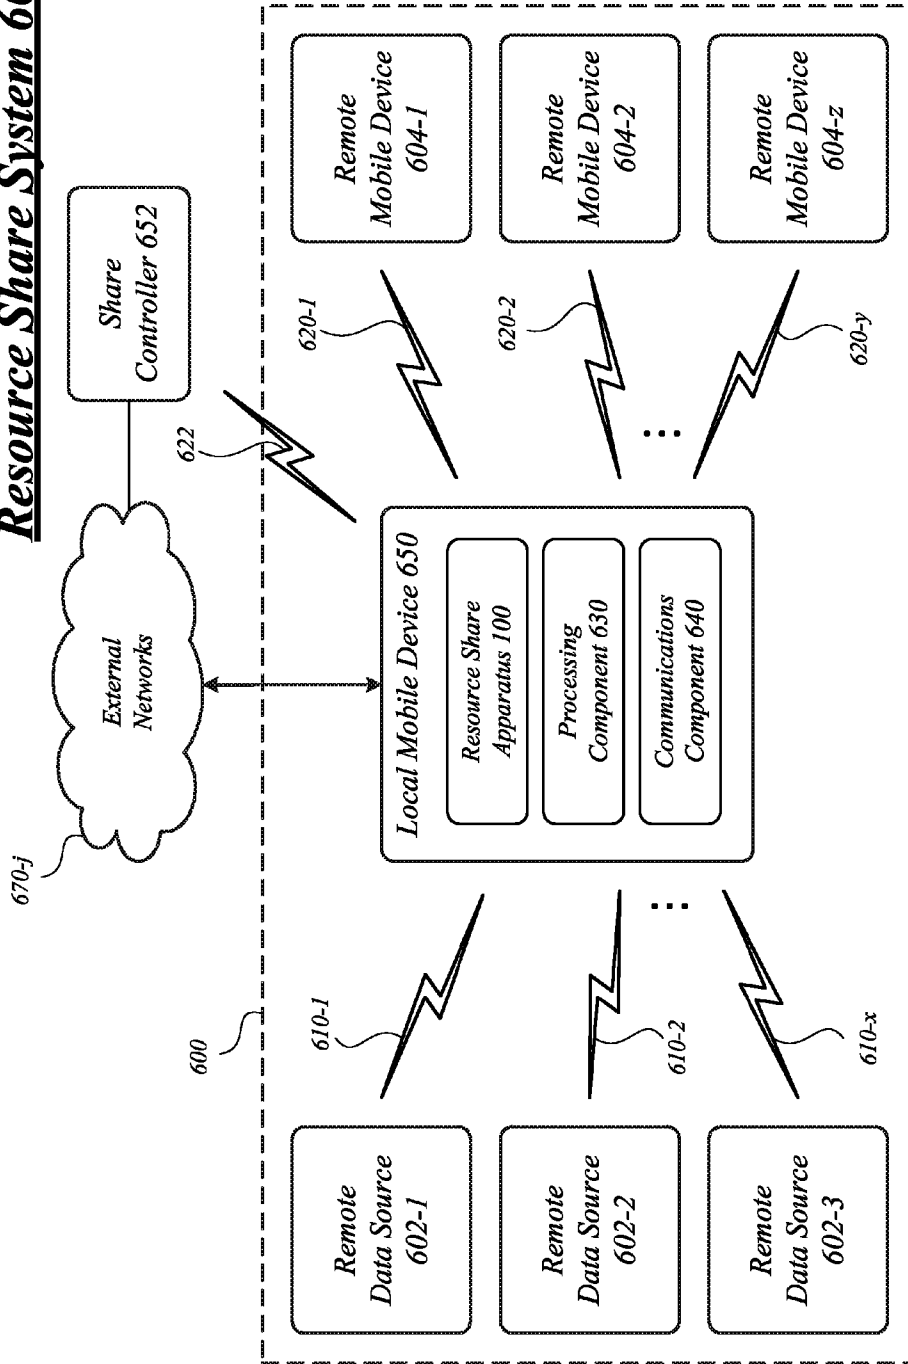 Resource Share System
670-j
External
Networks
Share
Controller 652
622
600
Remote
Data Source
602-1
610-1
Local Mobile Device 650
Resource Share
Apparatus 100
Processing
Component 630
Communications
Component 640
620-1
Remote
Mobile Device
604-1
Remote
Data Source
602-2
610-2
...
...
620-2
Remote
Mobile Device
604-2
Remote
Data Source
602-3
610-x
620-y
Remote
Mobile Device
604-z